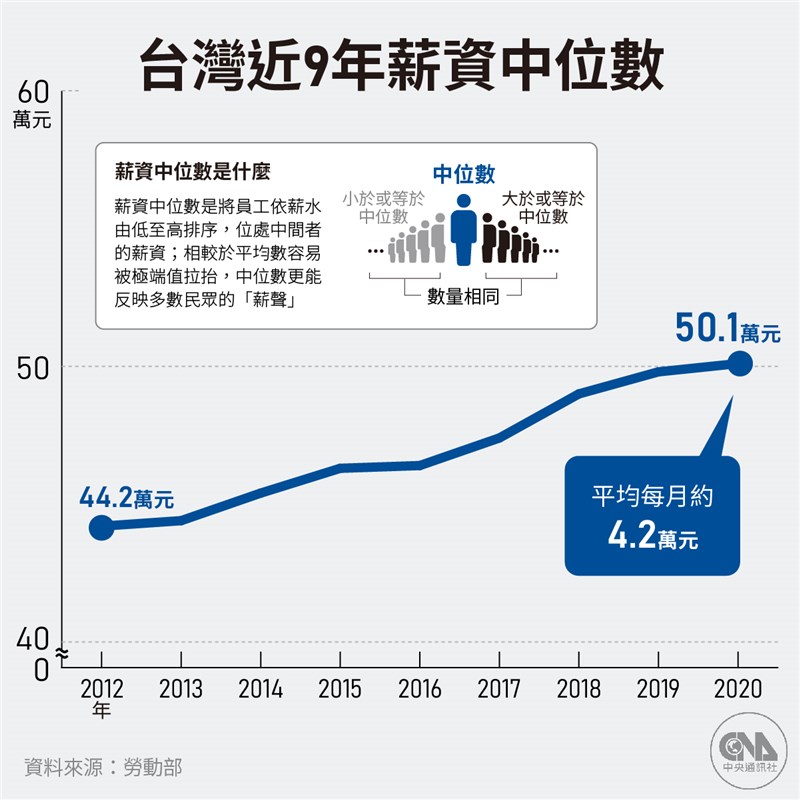 台灣近9年薪資中位數
60
萬元
薪資中位數是什麼
薪資中位數是將員工依薪水
由低至高排序，位處中間者
的薪資；相較於平均數容易
被極端值拉抬，中位數更能
反映多數民眾的「薪聲」
中位數
小於或等於
中位數
大於或等於
中位數
數量相同
50.1萬元
50
44.2萬元
平均每月約
4.2萬元
40
0
2012 2013 2014 2015 2016 2017 2018 2019 2020
年
資料來源：勞動部
CNA
中央通訊社